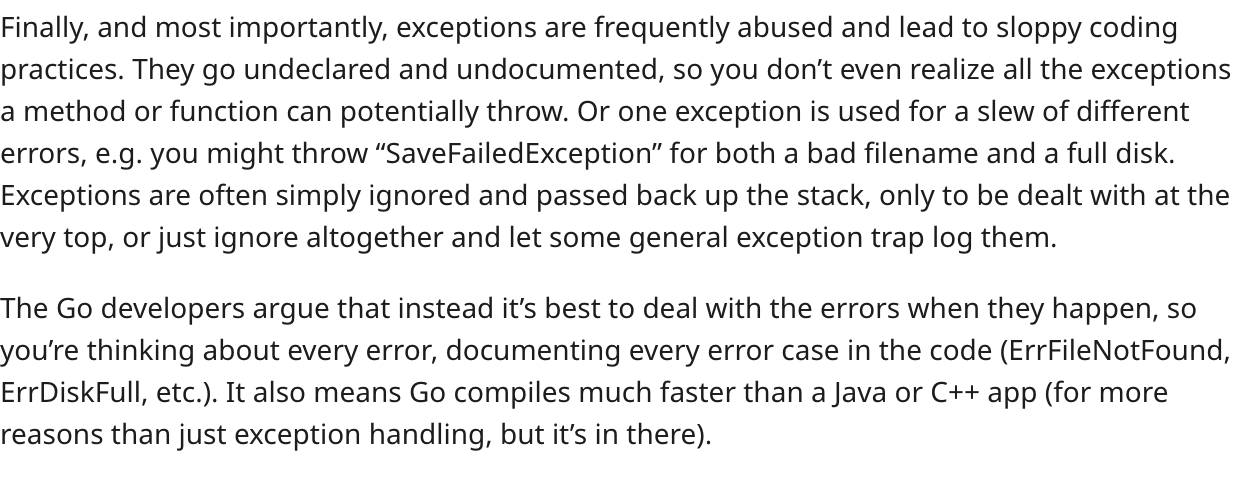 Finally, and most importantly, exceptions are frequently abused and lead to sloppy coding
practices. They go undeclared and undocumented, so you don’t even realize all the exceptions
a method or function can potentially throw. Or one exception is used for a slew of different
errors, e.g. you might throw “SaveFailedException” for both a bad filename and a full disk.
Exceptions are often simply ignored and passed back up the stack, only to be dealt with at the
very top, or just ignore altogether and let some general exception trap log them.
The Go developers argue that instead it’s best to deal with the errors when they happen, so
you’re thinking about every error, documenting every error case in the code (ErrFileNotFound,
ErrDiskFull, etc.). It also means Go compiles much faster than a Java or C++ app (for more
reasons than just exception handling, but it’s in there).